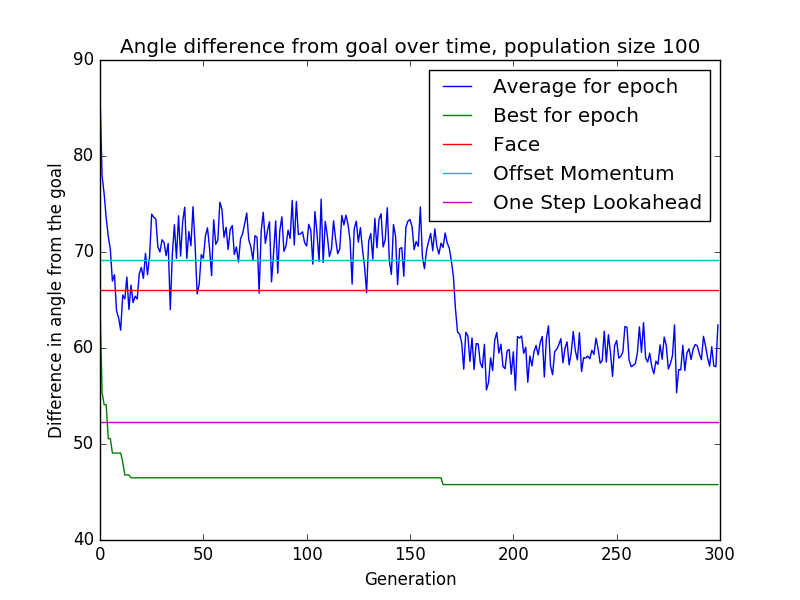 Angle difference from goal over time, population size 100
90
80
70
60
50
40
Difference in angle from the goal
Average for epoch
Best for epoch
Face
Offset Momentum
One Step Lookahead
0
50
100
150
200
250
300
Generation